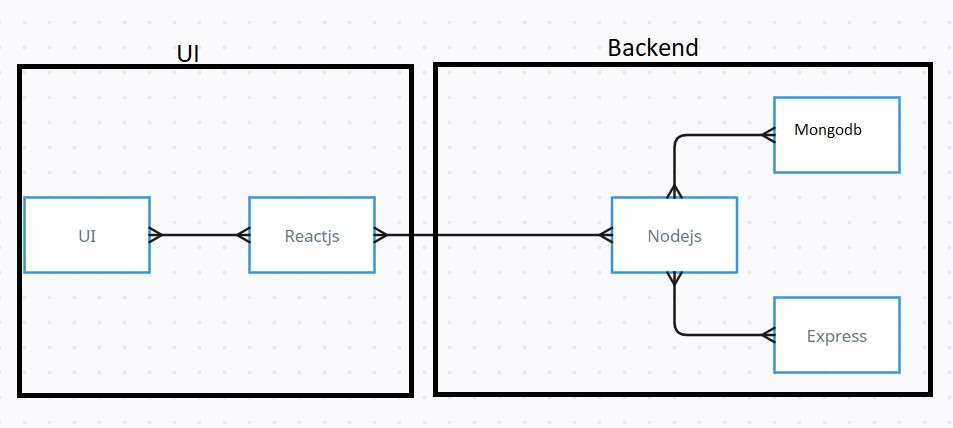 UI
Backend
Mongodb
UI
Reactjs
Nodejs
Express